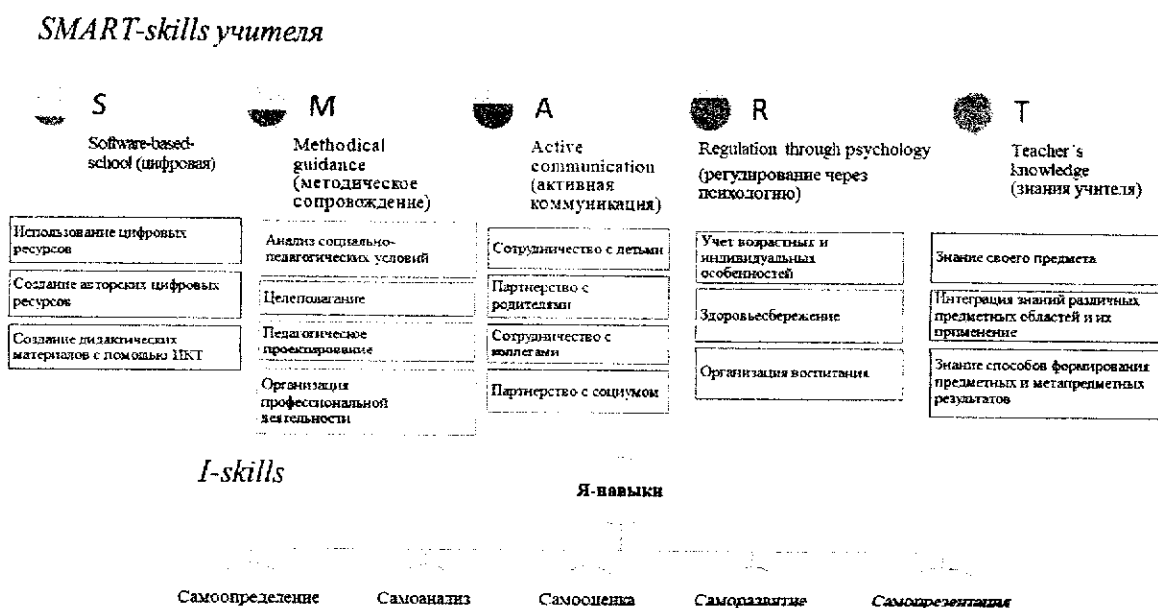 SMART-skills учителя
S
Software-based-
school (цифровая)
Использование цифровых
ресурсов
Создание авторских цифровых
ресурсов
Создание дидактических
материалов с помощью ИКТ
M
Methodical
guidance
(методическое
сопровождение)
Анализ социально-
педагогических условий
Целеполагание
Педагогическое
проектирование
Организация
профессиональной
деятельности
A
Active
communication
(активная
коммуникация)
Сотрудничество с детьми
Партнерство с
родителями
Сотрудничество с
коллегами
Партнерство с социумом
R
Regulation through psychology
(регулирование через
психологию)
Учет возрастных и
индивидуальных
особенностей
Здоровьесбережение
Организация воспитания
T
Teacher`s
knowledge
(знания учителя)
Знание своего предмета
Интеграция знаний различных
предметных областей и их
применение
Знание способов формирования
предметных и метапредметных
результатов
I-skills
Я-навыки
Самоопределение
Самоанализ
Самооценка
Саморазвитие
Самопрезентация